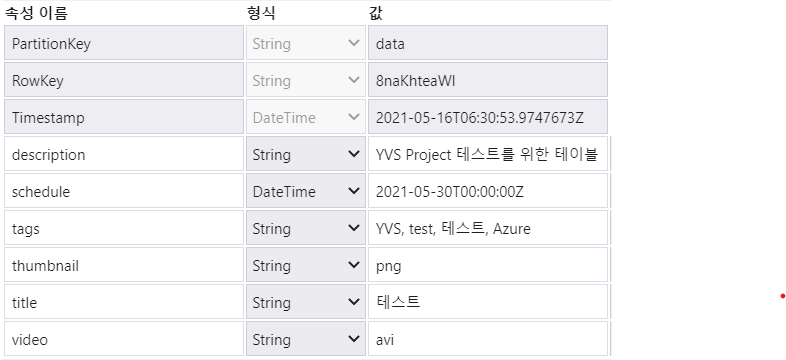 속성 이름 형식 값
PartitionKey String data
RowKey String 8naKhteaWI
Timestamp DateTime 2021-05-16T06:30:53.9747673Z
description String YVS Project 테스트를 위한 테이블
schedule DateTime 2021-05-30T00:00:00Z
tags String YVS, test, 테스트, Azure
thumbnail String png
title String 테스트
video String avi